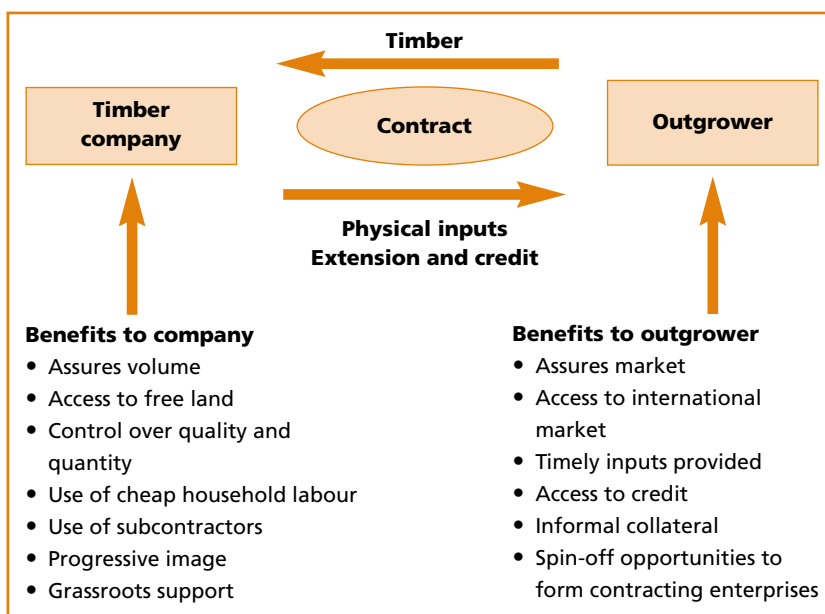 Timber
Timber
company
Contract
Outgrower
Physical inputs
Extension and credit
Benefits to company
• Assures volume
• Access to free land
• Control over quality and
quantity
• Use of cheap household labour
• Use of subcontractors
• Progressive image
• Grassroots support
Benefits to outgrower
• Assures market
• Access to international
market
• Timely inputs provided
• Access to credit
• Informal collateral
• Spin-off opportunities to
form contracting enterprises